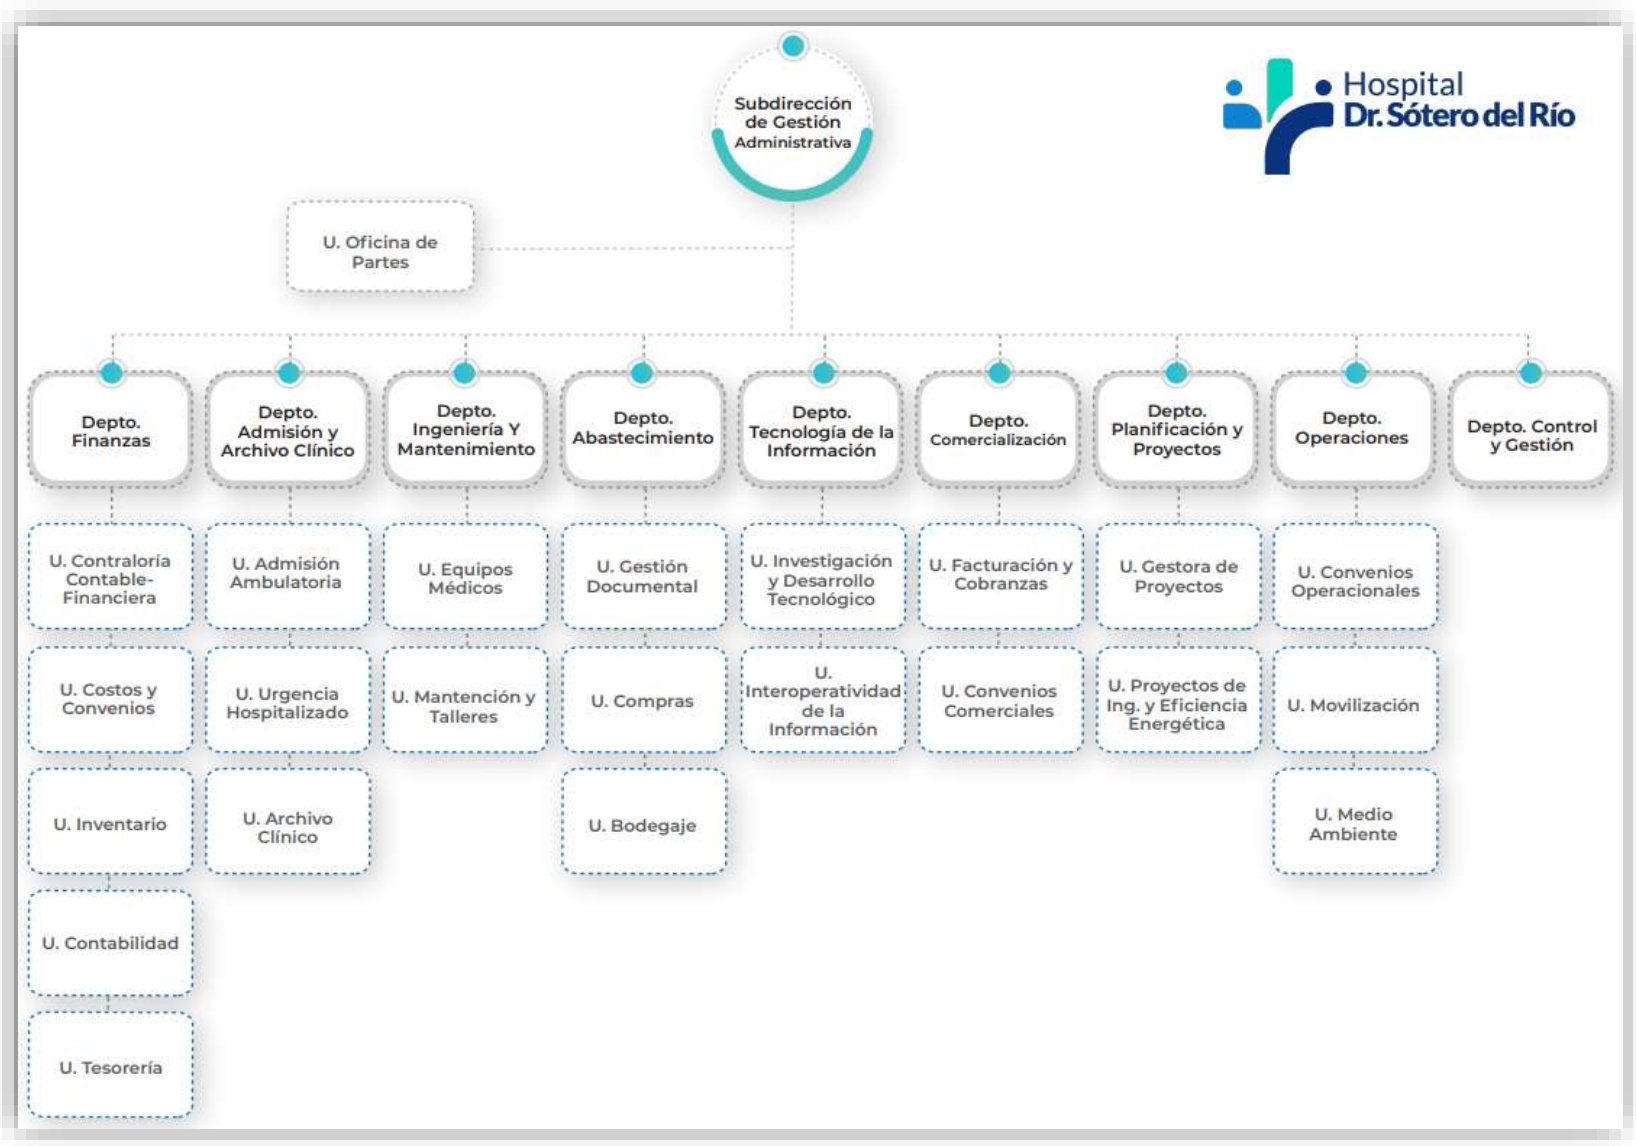 Subdirección
de Gestión
Administrativa
Hospital
Dr. Sótero del Río
U. Oficina de
Partes
Depto.
Finanzas
Depto.
Admisión y
Archivo Clínico
Depto.
Ingeniería Y
Mantenimiento
Depto.
Abastecimiento
Depto.
Tecnología de la
Información
Depto.
Comercialización
Depto.
Planificación y
Proyectos
Depto.
Operaciones
Depto. Control
y Gestión
U. Contraloría
Contable-
Financiera
U. Admisión
Ambulatoria
U. Equipos
Médicos
U. Gestión
Documental
U. Investigación
y Desarrollo
Tecnológico
U. Facturación y
Cobranzas
U. Gestora de
Proyectos
U. Convenios
Operacionales
U. Costos y
Convenios
U. Urgencia
Hospitalizado
U. Mantención y
Talleres
U. Compras
U.
Interoperatividad
de la
Información
U. Convenios
Comerciales
U. Proyectos de
Ing. y Eficiencia
Energética
U. Movilización
U. Inventario
U. Archivo
Clínico
U. Bodegaje
U. Medio
Ambiente
U. Contabilidad
U. Tesorería